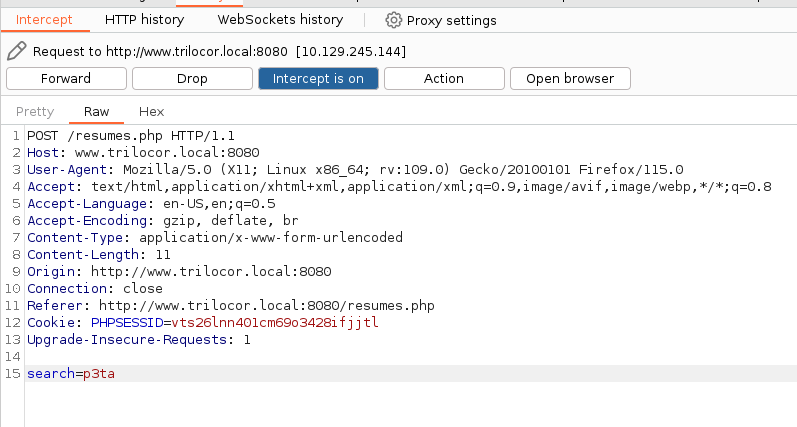 Intercept HTTP history WebSockets history Proxy settings
Request to http://www.trilocor.local:8080 [10.129.245.144]
Forward Drop Intercept is on Action Open browser
Pretty Raw Hex
1 POST /resumes.php HTTP/1.1
2 Host: www.trilocor.local:8080
3 User-Agent: Mozilla/5.0 (X11; Linux x86_64; rv:109.0) Gecko/20100101 Firefox/115.0
4 Accept: text/html,application/xhtml+xml,application/xml;q=0.9,image/avif,image/webp,*/*;q=0.8
5 Accept-Language: en-US,en;q=0.5
6 Accept-Encoding: gzip, deflate, br
7 Content-Type: application/x-www-form-urlencoded
8 Content-Length: 11
9 Origin: http://www.trilocor.local:8080
10 Connection: close
11 Referer: http://www.trilocor.local:8080/resumes.php
12 Cookie: PHPSESSID=vts26lnn401cm69o3428ifjjtl
13 Upgrade-Insecure-Requests: 1
14
15 search=p3ta